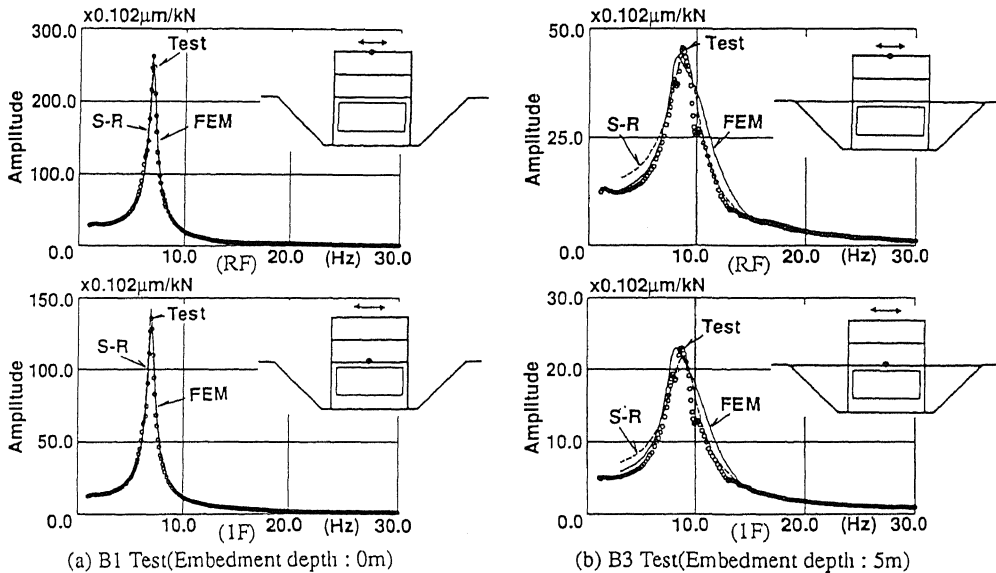 x0.102μm/kN
300.0
200.0
100.0
0.0
Amplitude
Test
S-R
FEM
10.0
20.0
(Hz)
30.0
(RF)
x0.102μm/kN
150.0
100.0
50.0
0.0
Amplitude
Test
S-R
FEM
10.0
20.0
(Hz)
30.0
(1F)
(a) B1 Test(Embedment depth : 0m)
x0.102μm/kN
50.0
25.0
0.0
Amplitude
Test
S-R
FEM
10.0
20.0
(Hz)
30.0
(RF)
x0.102μm/kN
30.0
20.0
10.0
0.0
Amplitude
Test
S-R
FEM
10.0
20.0
(Hz)
30.0
(1F)
(b) B3 Test(Embedment depth : 5m)